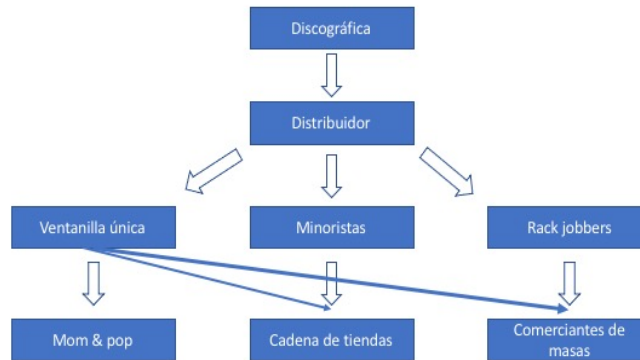 Discográfica
Distribuidor
Ventanilla única
Minoristas
Rack jobbers
Mom & pop
Cadena de tiendas
Comerciantes de
masas